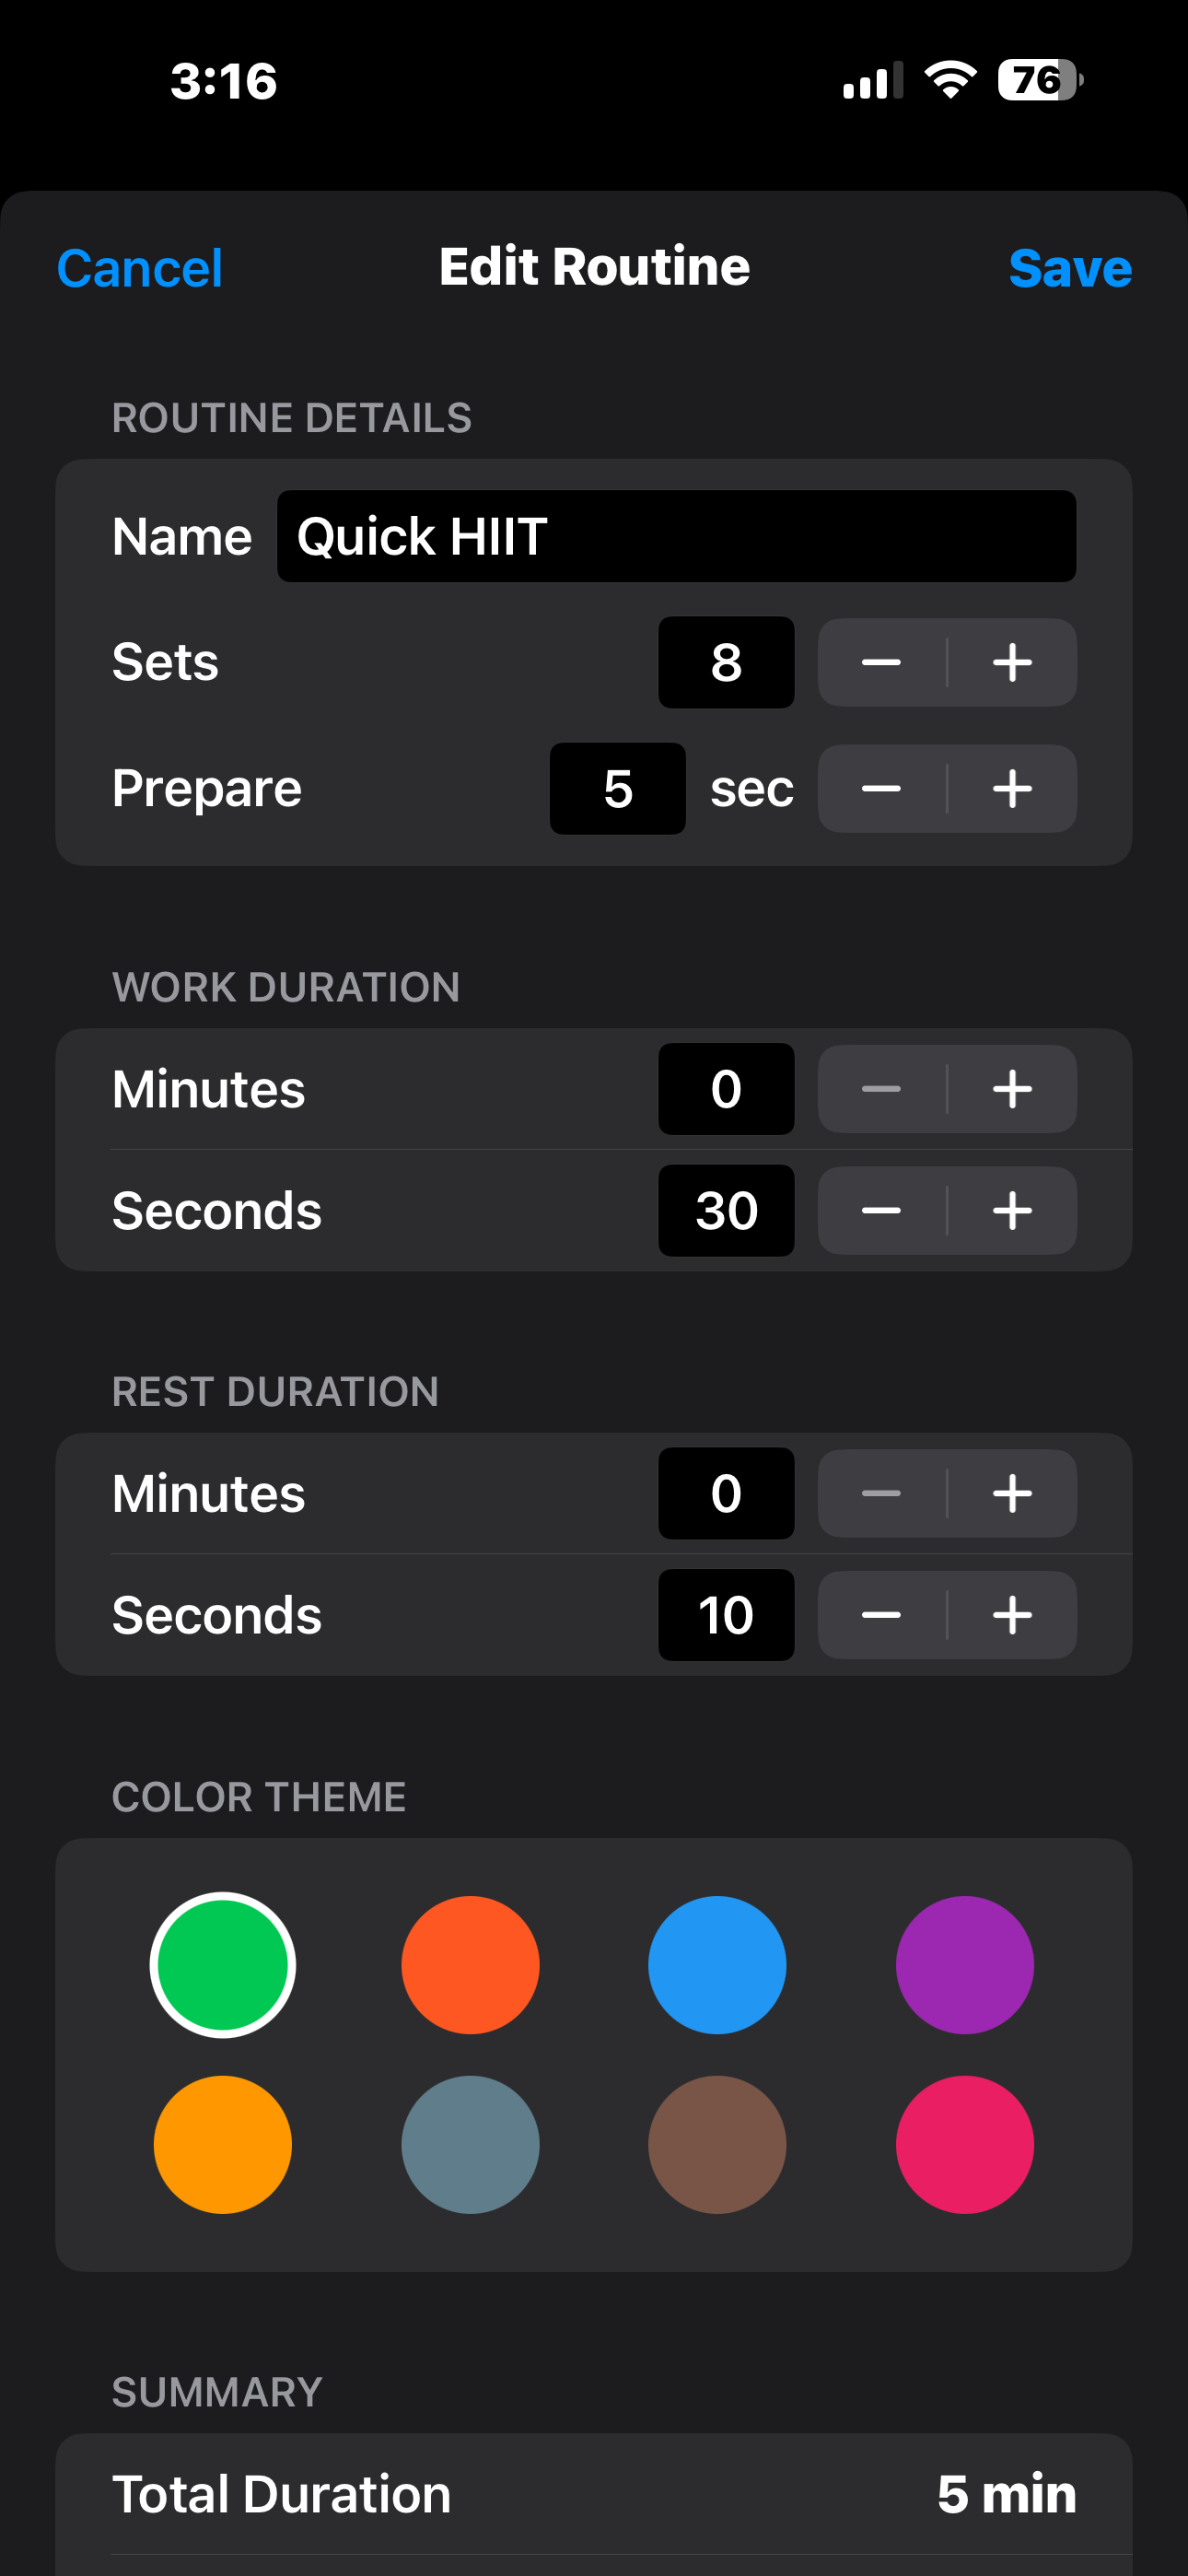 3:16
76
Cancel
Edit Routine
Save
ROUTINE DETAILS
Name
Quick HIIT
Sets
8
Prepare
5
sec
WORK DURATION
Minutes
0
Seconds
30
REST DURATION
Minutes
0
Seconds
10
COLOR THEME
SUMMARY
Total Duration
5 min